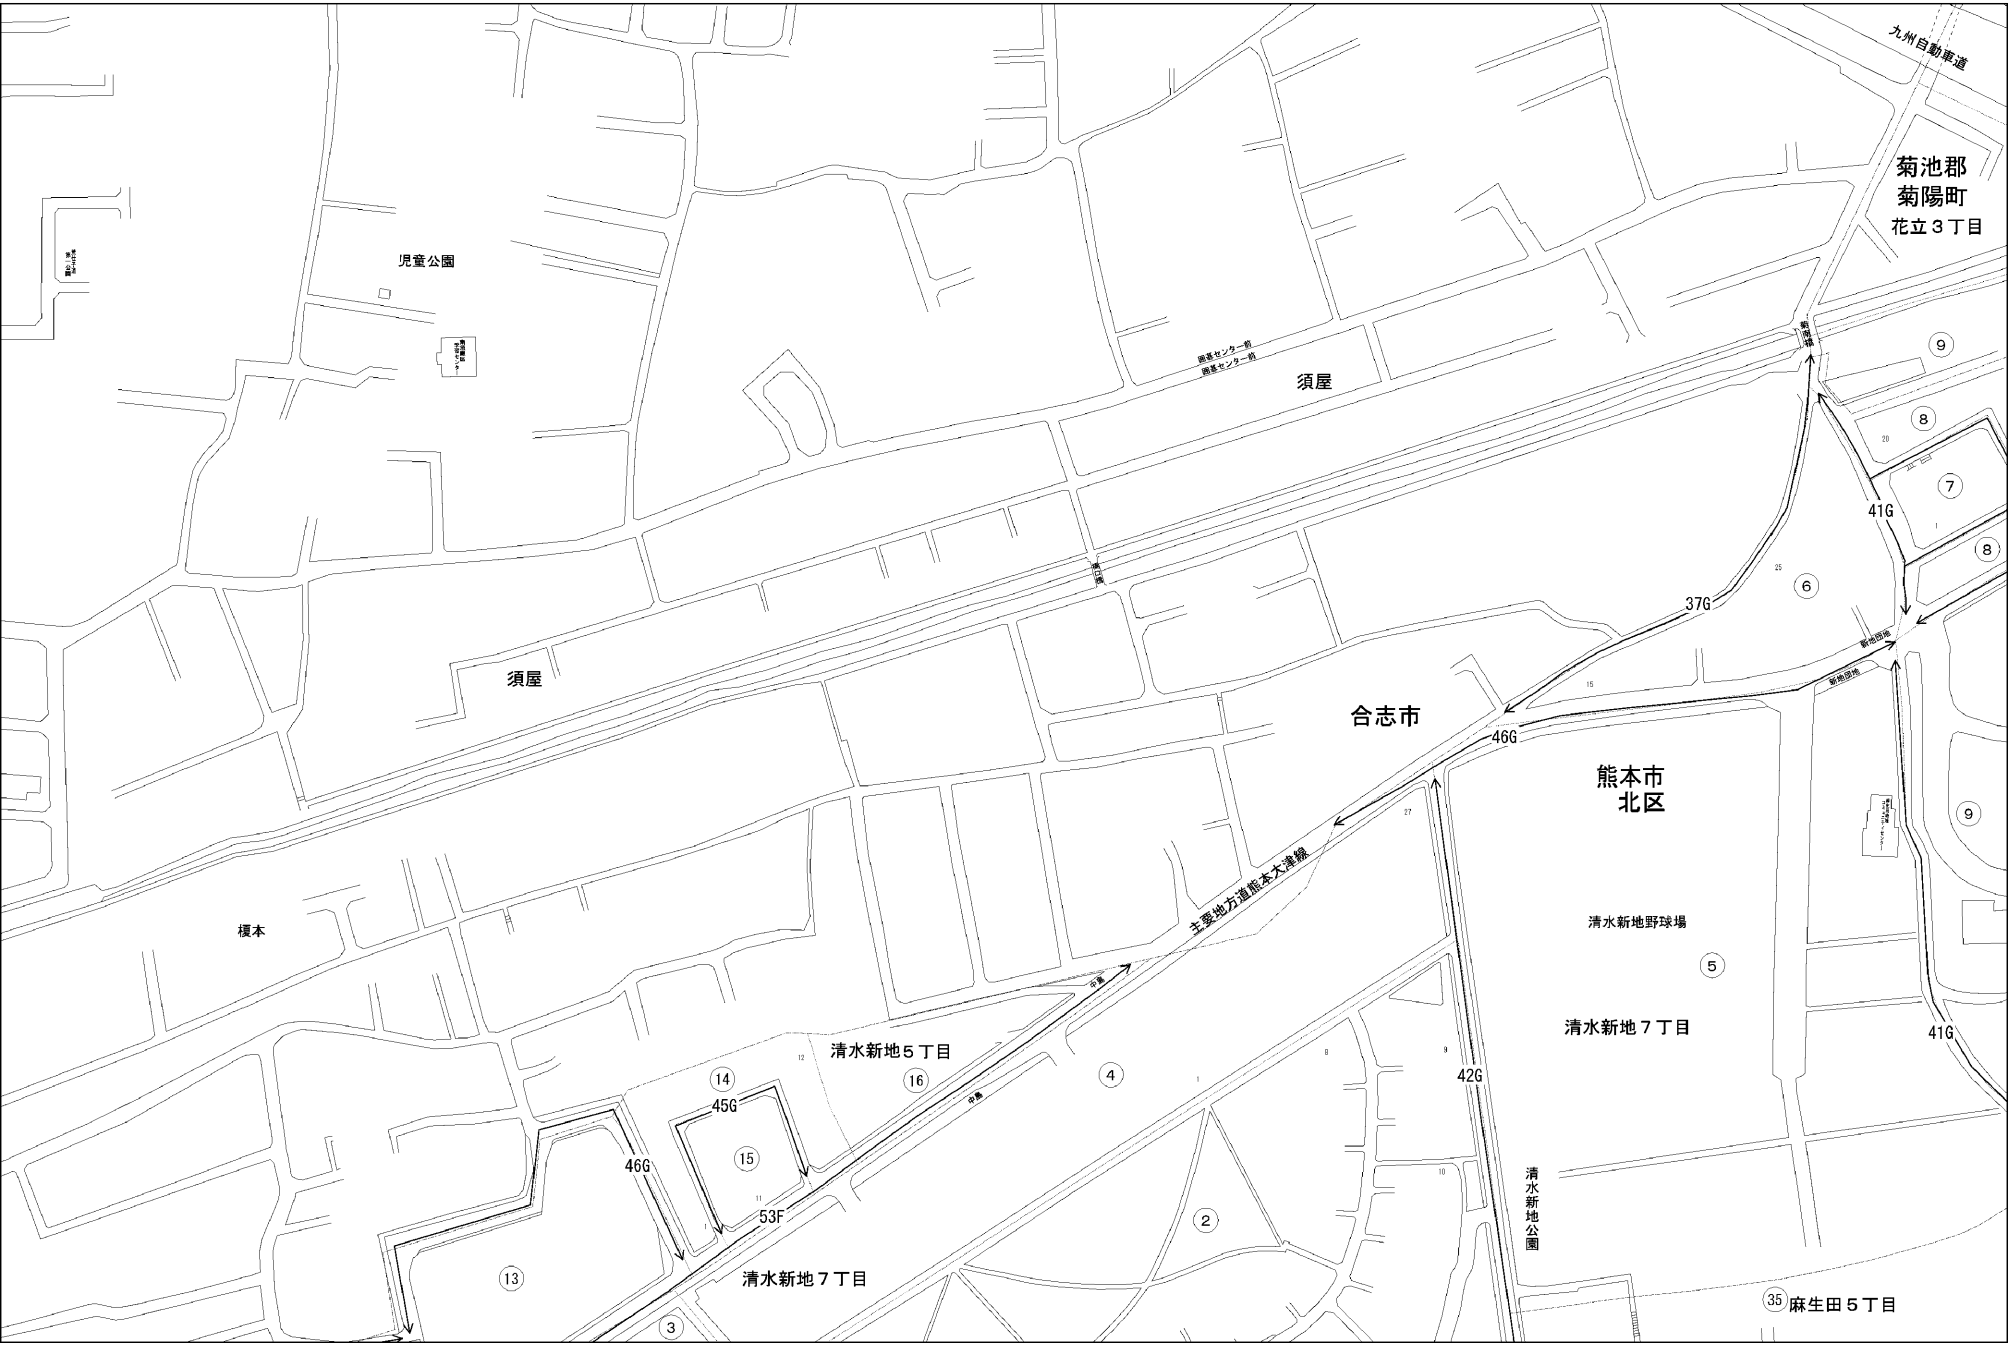 九州自動車道
菊池郡
菊陽町
花立3丁目
児童公園
菊南橋
9
囲碁センター前
囲碁センター前
須屋
8
20
7
41G
1
8
25
6
37G
新地団地
新地団地
須屋
15
合志市
46G
熊本市
北区
27
9
主要地方道熊本大津線
榎本
清水新地野球場
5
中島
清水新地7丁目
41G
清水新地5丁目
12
16
14
4
1
8
9
42G
中島
45G
15
46G
11
10
53F
1
2
清水新地公園
13
清水新地7丁目
3
35
麻生田5丁目